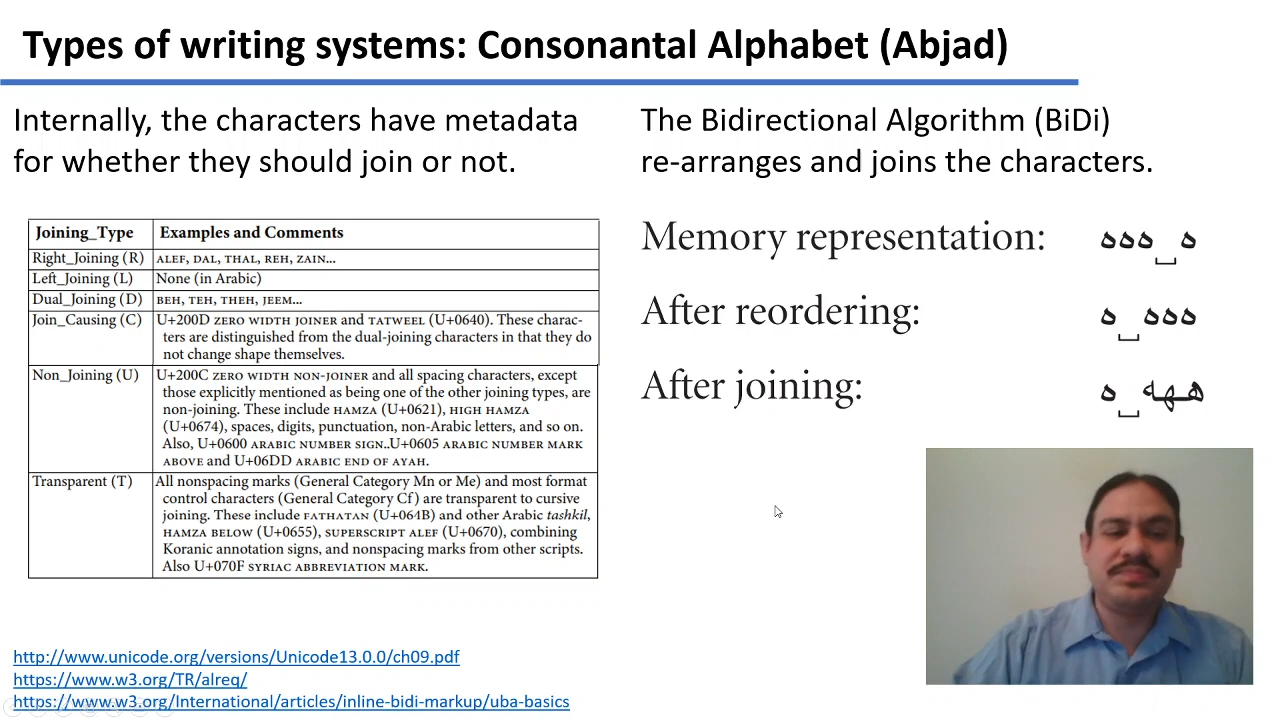 Types of writing systems: Consonantal Alphabet (Abjad)
Internally, the characters have metadata
for whether they should join or not.
Joining_Type Examples and Comments
Right_Joining (R) ALEF, DAL, THAL, REH, ZAIN...
Left_Joining (L) None (in Arabic)
Dual_Joining (D) BEH, TEH, THEH, JEEM...
Join_Causing (C) U+200D ZERO WIDTH JOINER and TATWEEL (U+0640). These charac-
ters are distinguished from the dual-joining characters in that they do
not change shape themselves.
Non_Joining (U) U+200C ZERO WIDTH NON-JOINER and all spacing characters, except
those explicitly mentioned as being one of the other joining types, are
non-joining. These include HAMZA (U+0621), HIGH HAMZA
(U+0674), spaces, digits, punctuation, non-Arabic letters, and so on.
Also, U+0600 ARABIC NUMBER SIGN..U+0605 ARABIC NUMBER MARK
ABOVE and U+06DD ARABIC END OF AYAH.
Transparent (T) All nonspacing marks (General Category Mn or Me) and most format
control characters (General Category Cf) are transparent to cursive
joining. These include FATHATAN (U+064B) and other Arabic tashkil,
HAMZA BELOW (U+0655), SUPERSCRIPT ALEF (U+0670), combining
Koranic annotation signs, and nonspacing marks from other scripts.
Also U+070F SYRIAC ABBREVIATION MARK.
http://www.unicode.org/versions/Unicode13.0.0/ch09.pdf
https://www.w3.org/TR/alreq/
https://www.w3.org/International/articles/inline-bidi-markup/uba-basics
The Bidirectional Algorithm (BiDi)
re-arranges and joins the characters.
Memory representation: ه‌ه‌ه␣ه
After reordering: ه␣ه‌ه‌ه
After joining: ه␣ههه